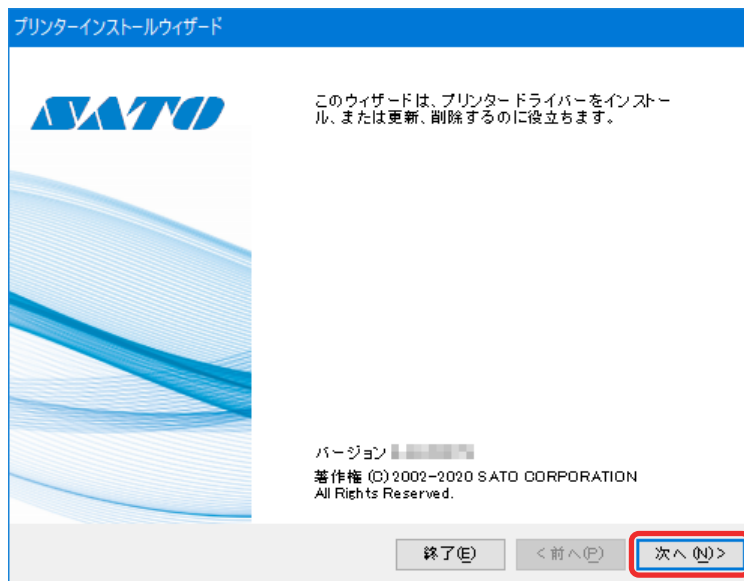 プリンターインストールウィザード
SATO
このウィザードは、プリンタードライバーをインストー
ル、または更新、削除するのに役立ちます。
バージョン
著作権 (C) 2002-2020 SATO CORPORATION
All Rights Reserved.
終了(E)
<前へ(P)
次へ(N)>